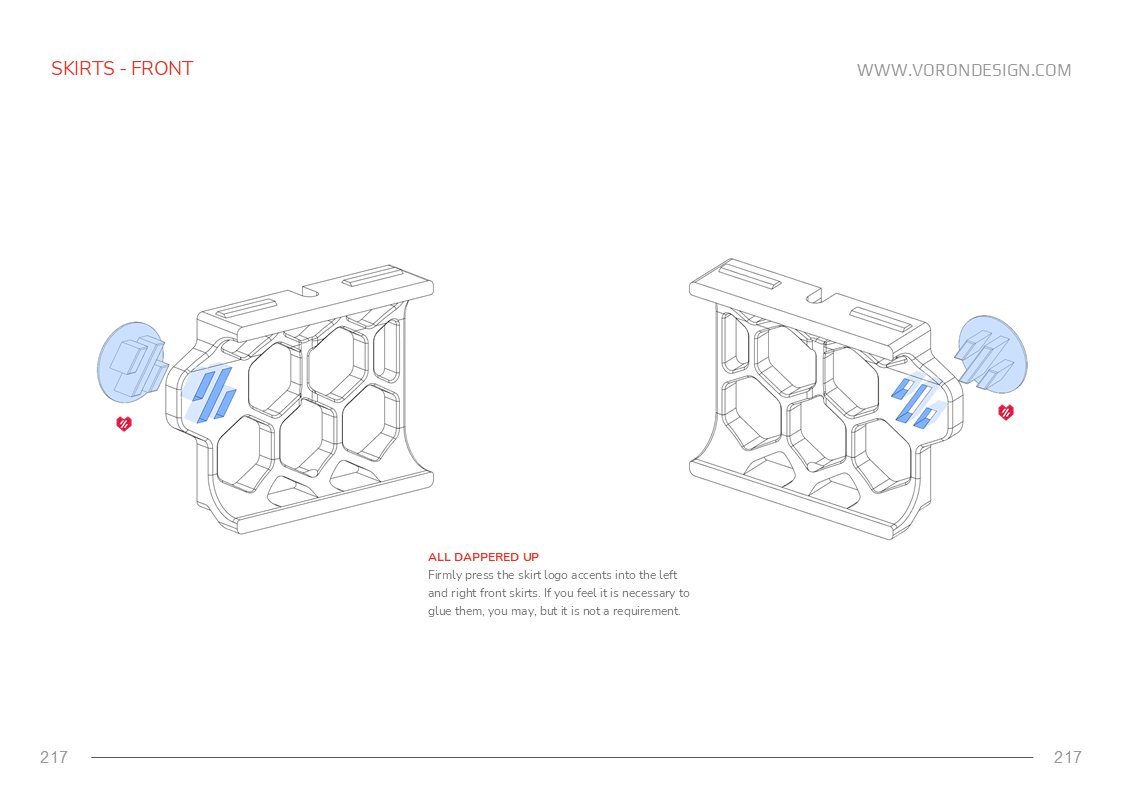 SKIRTS - FRONT
WWW.VORONDESIGN.COM
ALL DAPPERED UP
Firmly press the skirt logo accents into the left
and right front skirts. If you feel it is necessary to
glue them, you may, but it is not a requirement.
217
217